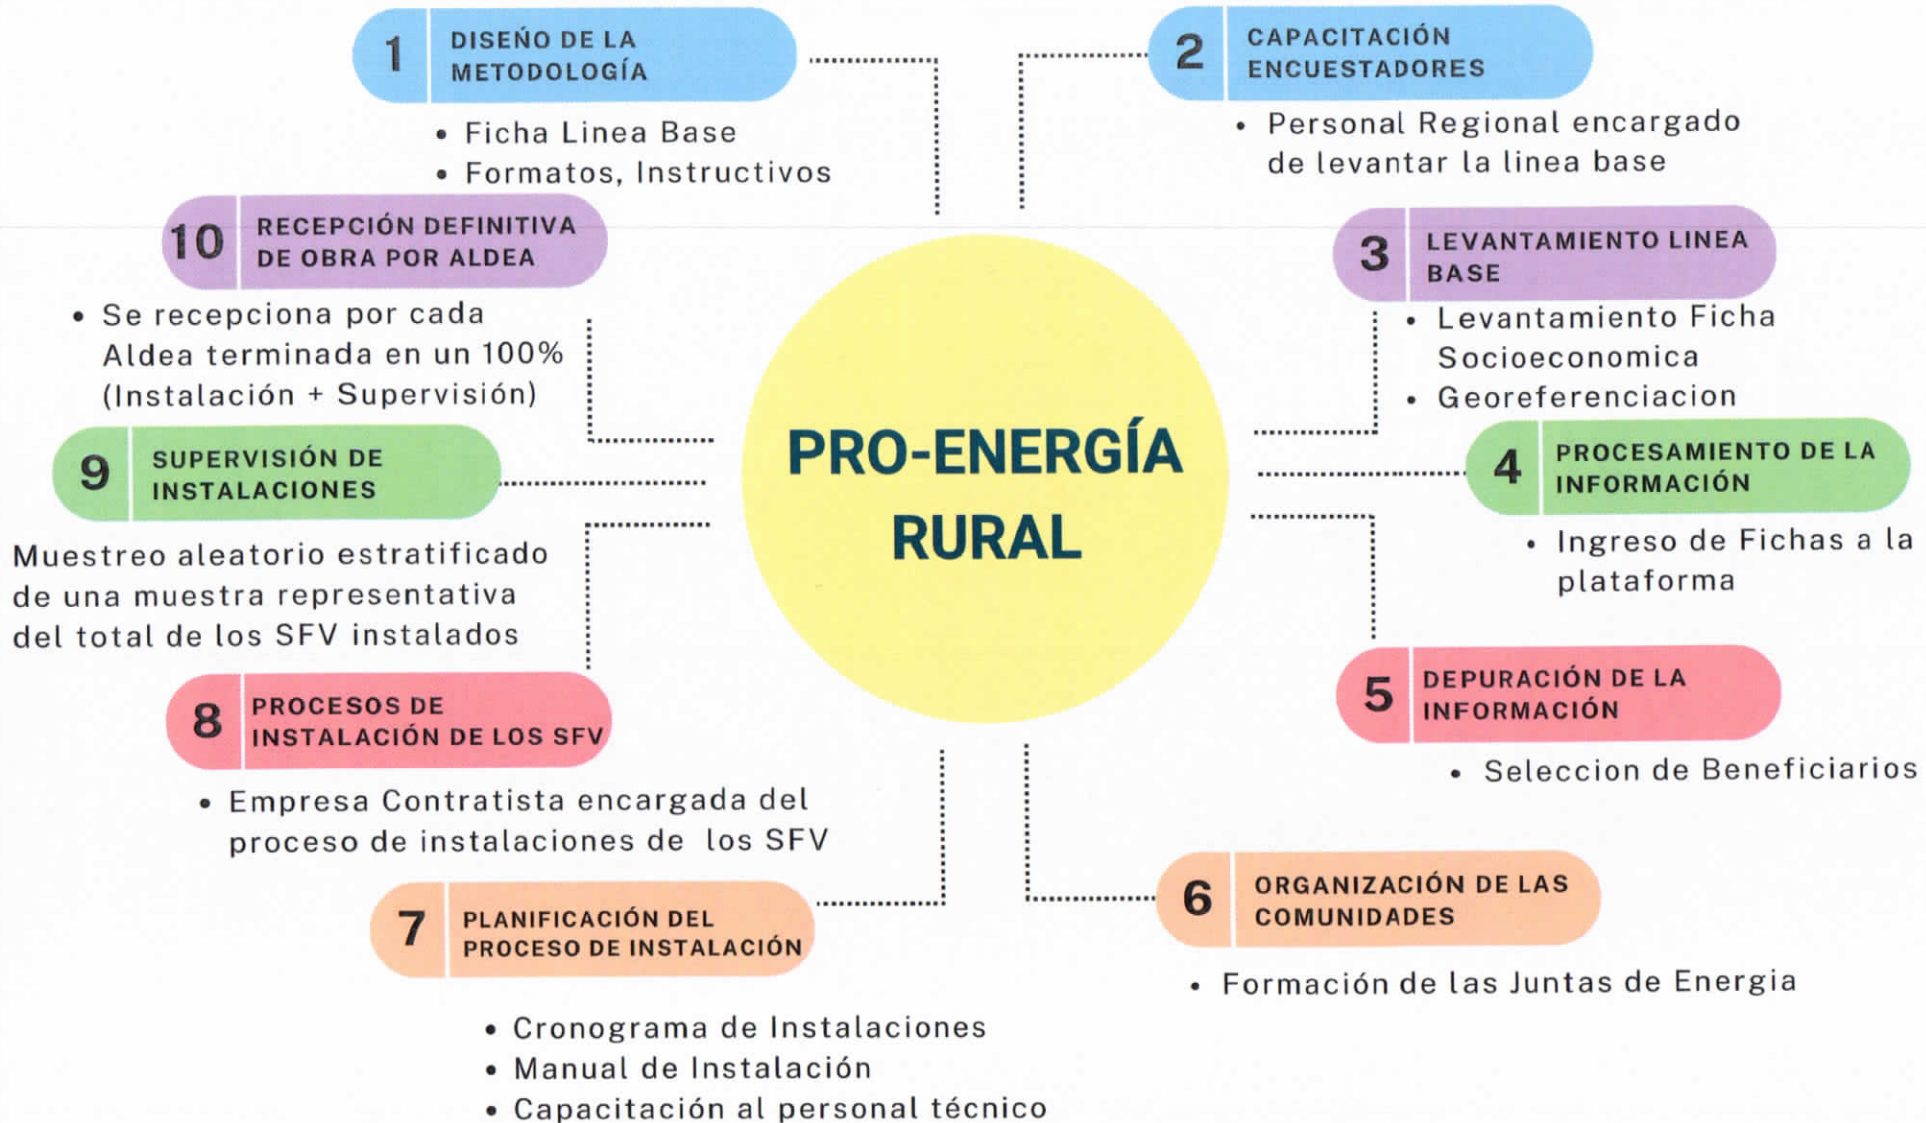 1
DISEÑO DE LA
METODOLOGÍA
• Ficha Linea Base
• Formatos, Instructivos
2
CAPACITACIÓN
ENCUESTADORES
• Personal Regional encargado
de levantar la linea base
3
LEVANTAMIENTO LINEA
BASE
• Levantamiento Ficha
Socioeconomica
• Georeferenciacion
4
PROCESAMIENTO DE LA
INFORMACIÓN
• Ingreso de Fichas a la
plataforma
5
DEPURACIÓN DE LA
INFORMACIÓN
• Seleccion de Beneficiarios
6
ORGANIZACIÓN DE LAS
COMUNIDADES
• Formación de las Juntas de Energia
7
PLANIFICACIÓN DEL
PROCESO DE INSTALACIÓN
• Cronograma de Instalaciones
• Manual de Instalación
• Capacitación al personal técnico
8
PROCESOS DE
INSTALACIÓN DE LOS SFV
• Empresa Contratista encargada del
proceso de instalaciones de los SFV
9
SUPERVISIÓN DE
INSTALACIONES
Muestreo aleatorio estratificado
de una muestra representativa
del total de los SFV instalados
10
RECEPCIÓN DEFINITIVA
DE OBRA POR ALDEA
• Se recepciona por cada
Aldea terminada en un 100%
(Instalación + Supervisión)
PRO-ENERGÍA
RURAL